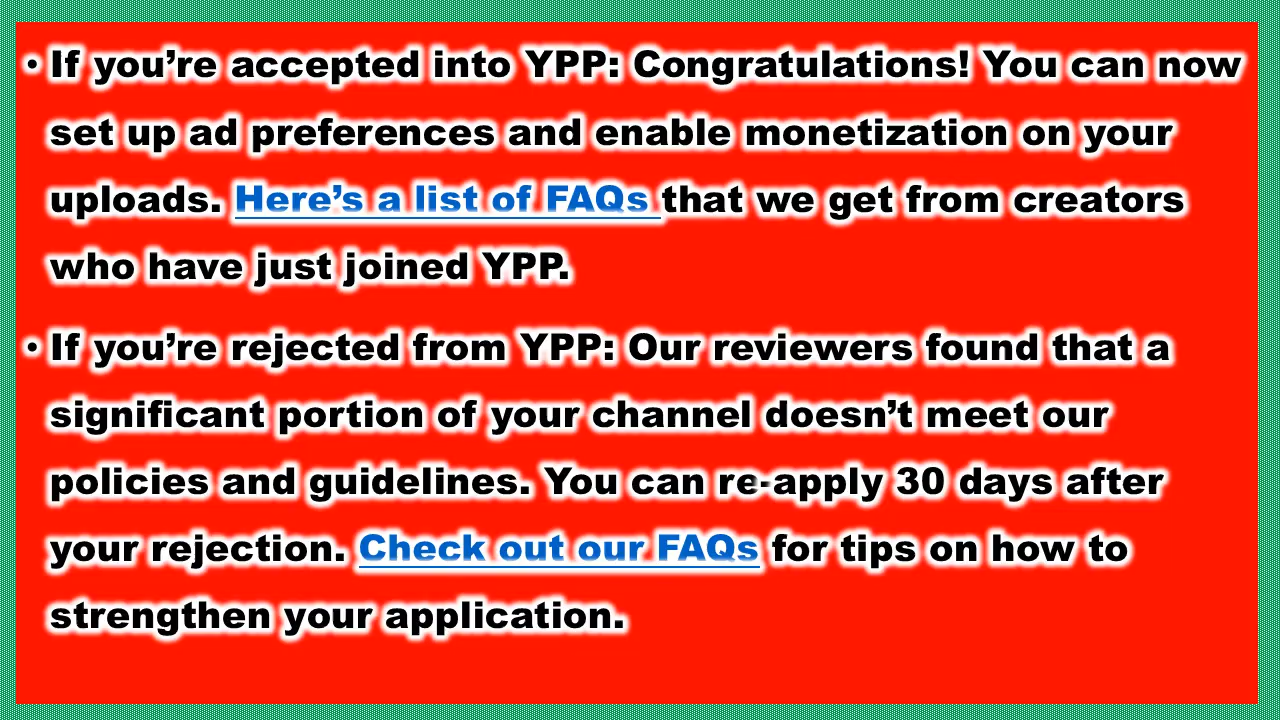 • If you’re accepted into YPP: Congratulations! You can now
set up ad preferences and enable monetization on your
uploads. Here’s a list of FAQs that we get from creators
who have just joined YPP.
• If you’re rejected from YPP: Our reviewers found that a
significant portion of your channel doesn’t meet our
policies and guidelines. You can re-apply 30 days after
your rejection. Check out our FAQs for tips on how to
strengthen your application.